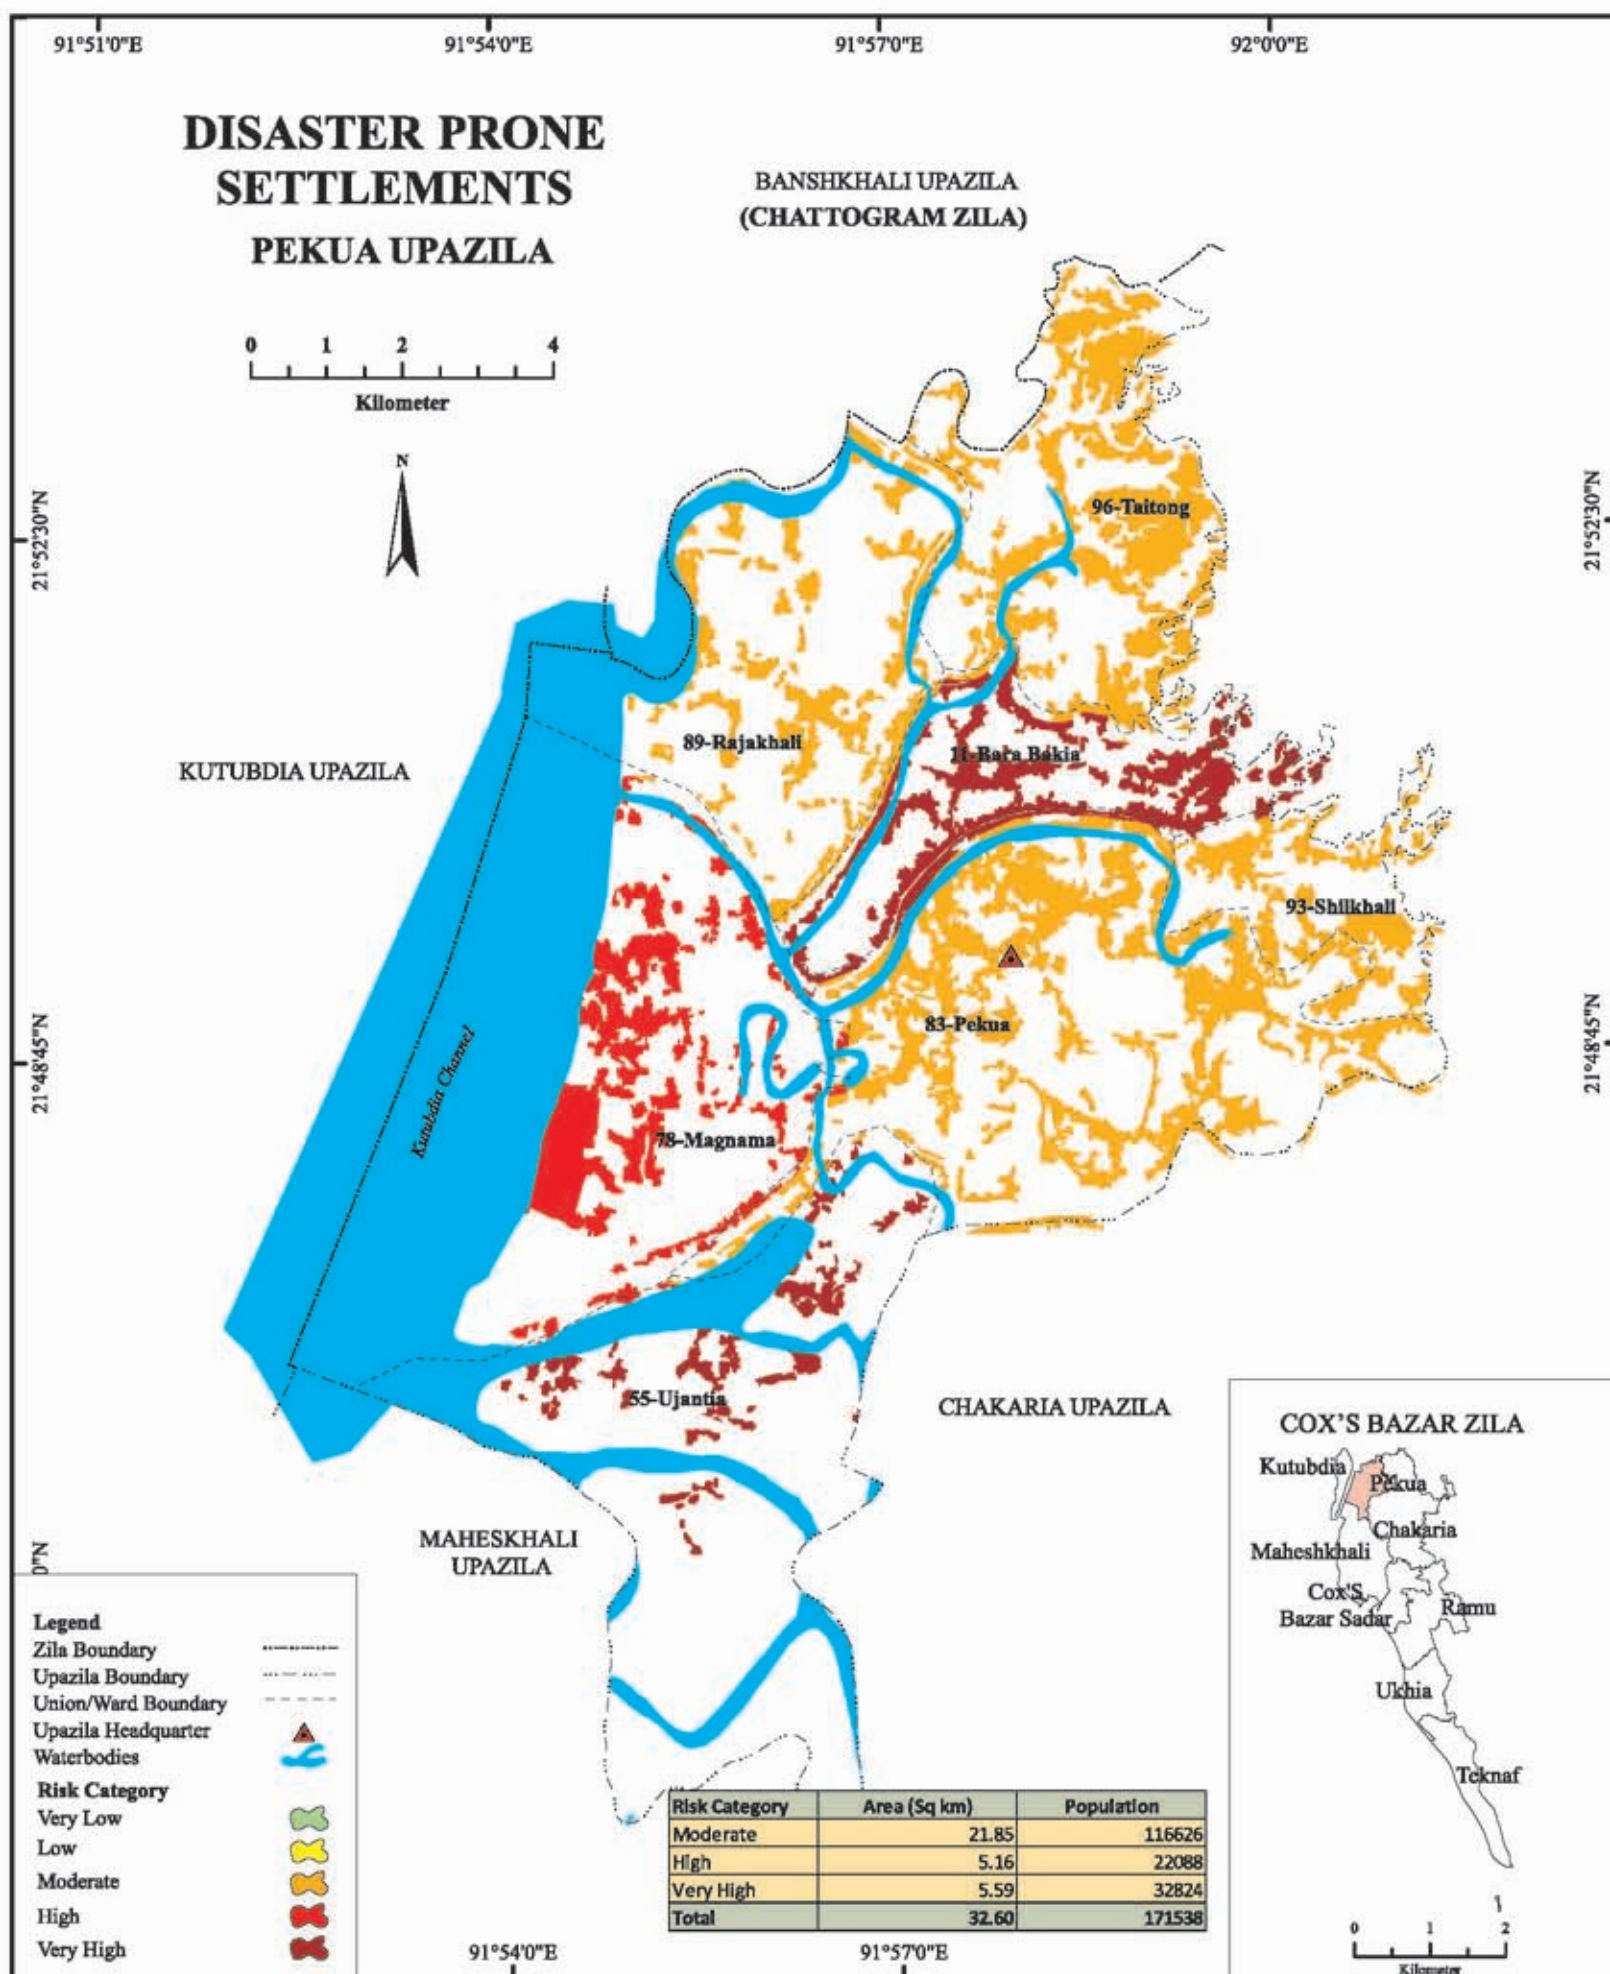 91°51'0"E 91°54'0"E 91°57'0"E 92°0'0"E
DISASTER PRONE
SETTLEMENTS
PEKUA UPAZILA
BANSHKHALI UPAZILA
(CHATTOGRAM ZILA)
0 1 2 4
Kilometer
N
21°52'30"N
21°52'30"N
96-Taitong
89-Rajakhali
11-Bara Bakia
KUTUBDIA UPAZILA
93-Shilkhali
83-Pekua
21°48'45"N
21°48'45"N
Kutubdia Channel
78-Magnama
55-Ujantia
CHAKARIA UPAZILA
MAHESKHALI
UPAZILA
0"N
COX'S BAZAR ZILA
Kutubdia
Pekua
Chakaria
Maheshkhali
Cox'S
Bazar Sadar
Ramu
Ukhia
Teknaf
0 1 2
Kilometer
Legend
Zila Boundary
Upazila Boundary
Union/Ward Boundary
Upazila Headquarter
Waterbodies
Risk Category
Very Low
Low
Moderate
High
Very High
Risk Category Area (Sq km) Population
Moderate 21.85 116626
High 5.16 22088
Very High 5.59 32824
Total 32.60 171538
91°54'0"E 91°57'0"E